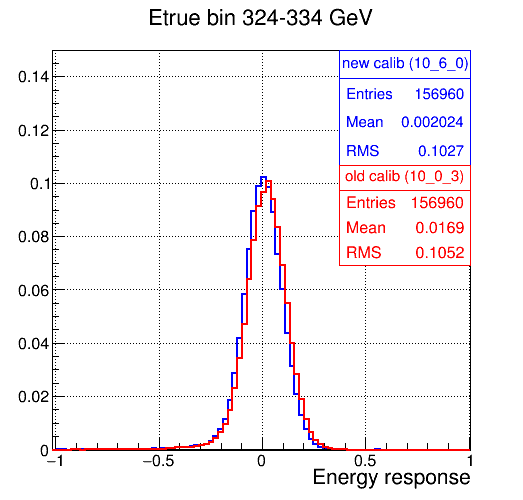 Etrue bin 324-334 GeV
new calib (10_6_0)
Entries 156960
Mean 0.002024
RMS 0.1027
old calib (10_0_3)
Entries 156960
Mean 0.0169
RMS 0.1052
0.14
0.12
0.1
0.08
0.06
0.04
0.02
0
−1 −0.5 0 0.5 1
Energy response